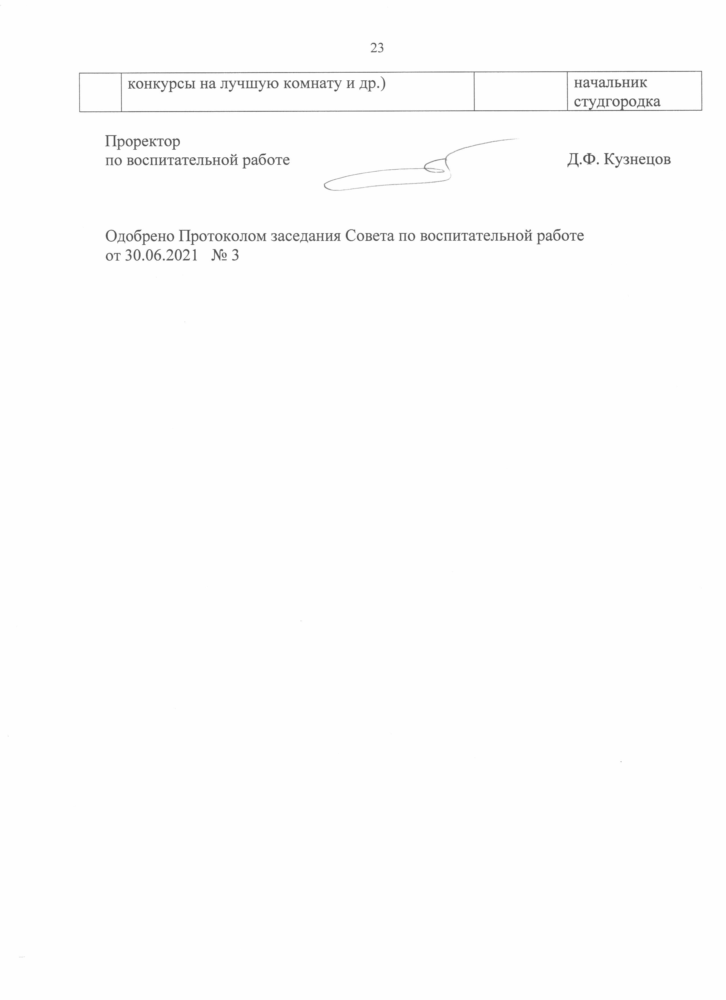 23
конкурсы на лучшую комнату и др.)
начальник
студгородка
Проректор
по воспитательной работе
Д.Ф. Кузнецов
Одобрено Протоколом заседания Совета по воспитательной работе
от 30.06.2021 № 3